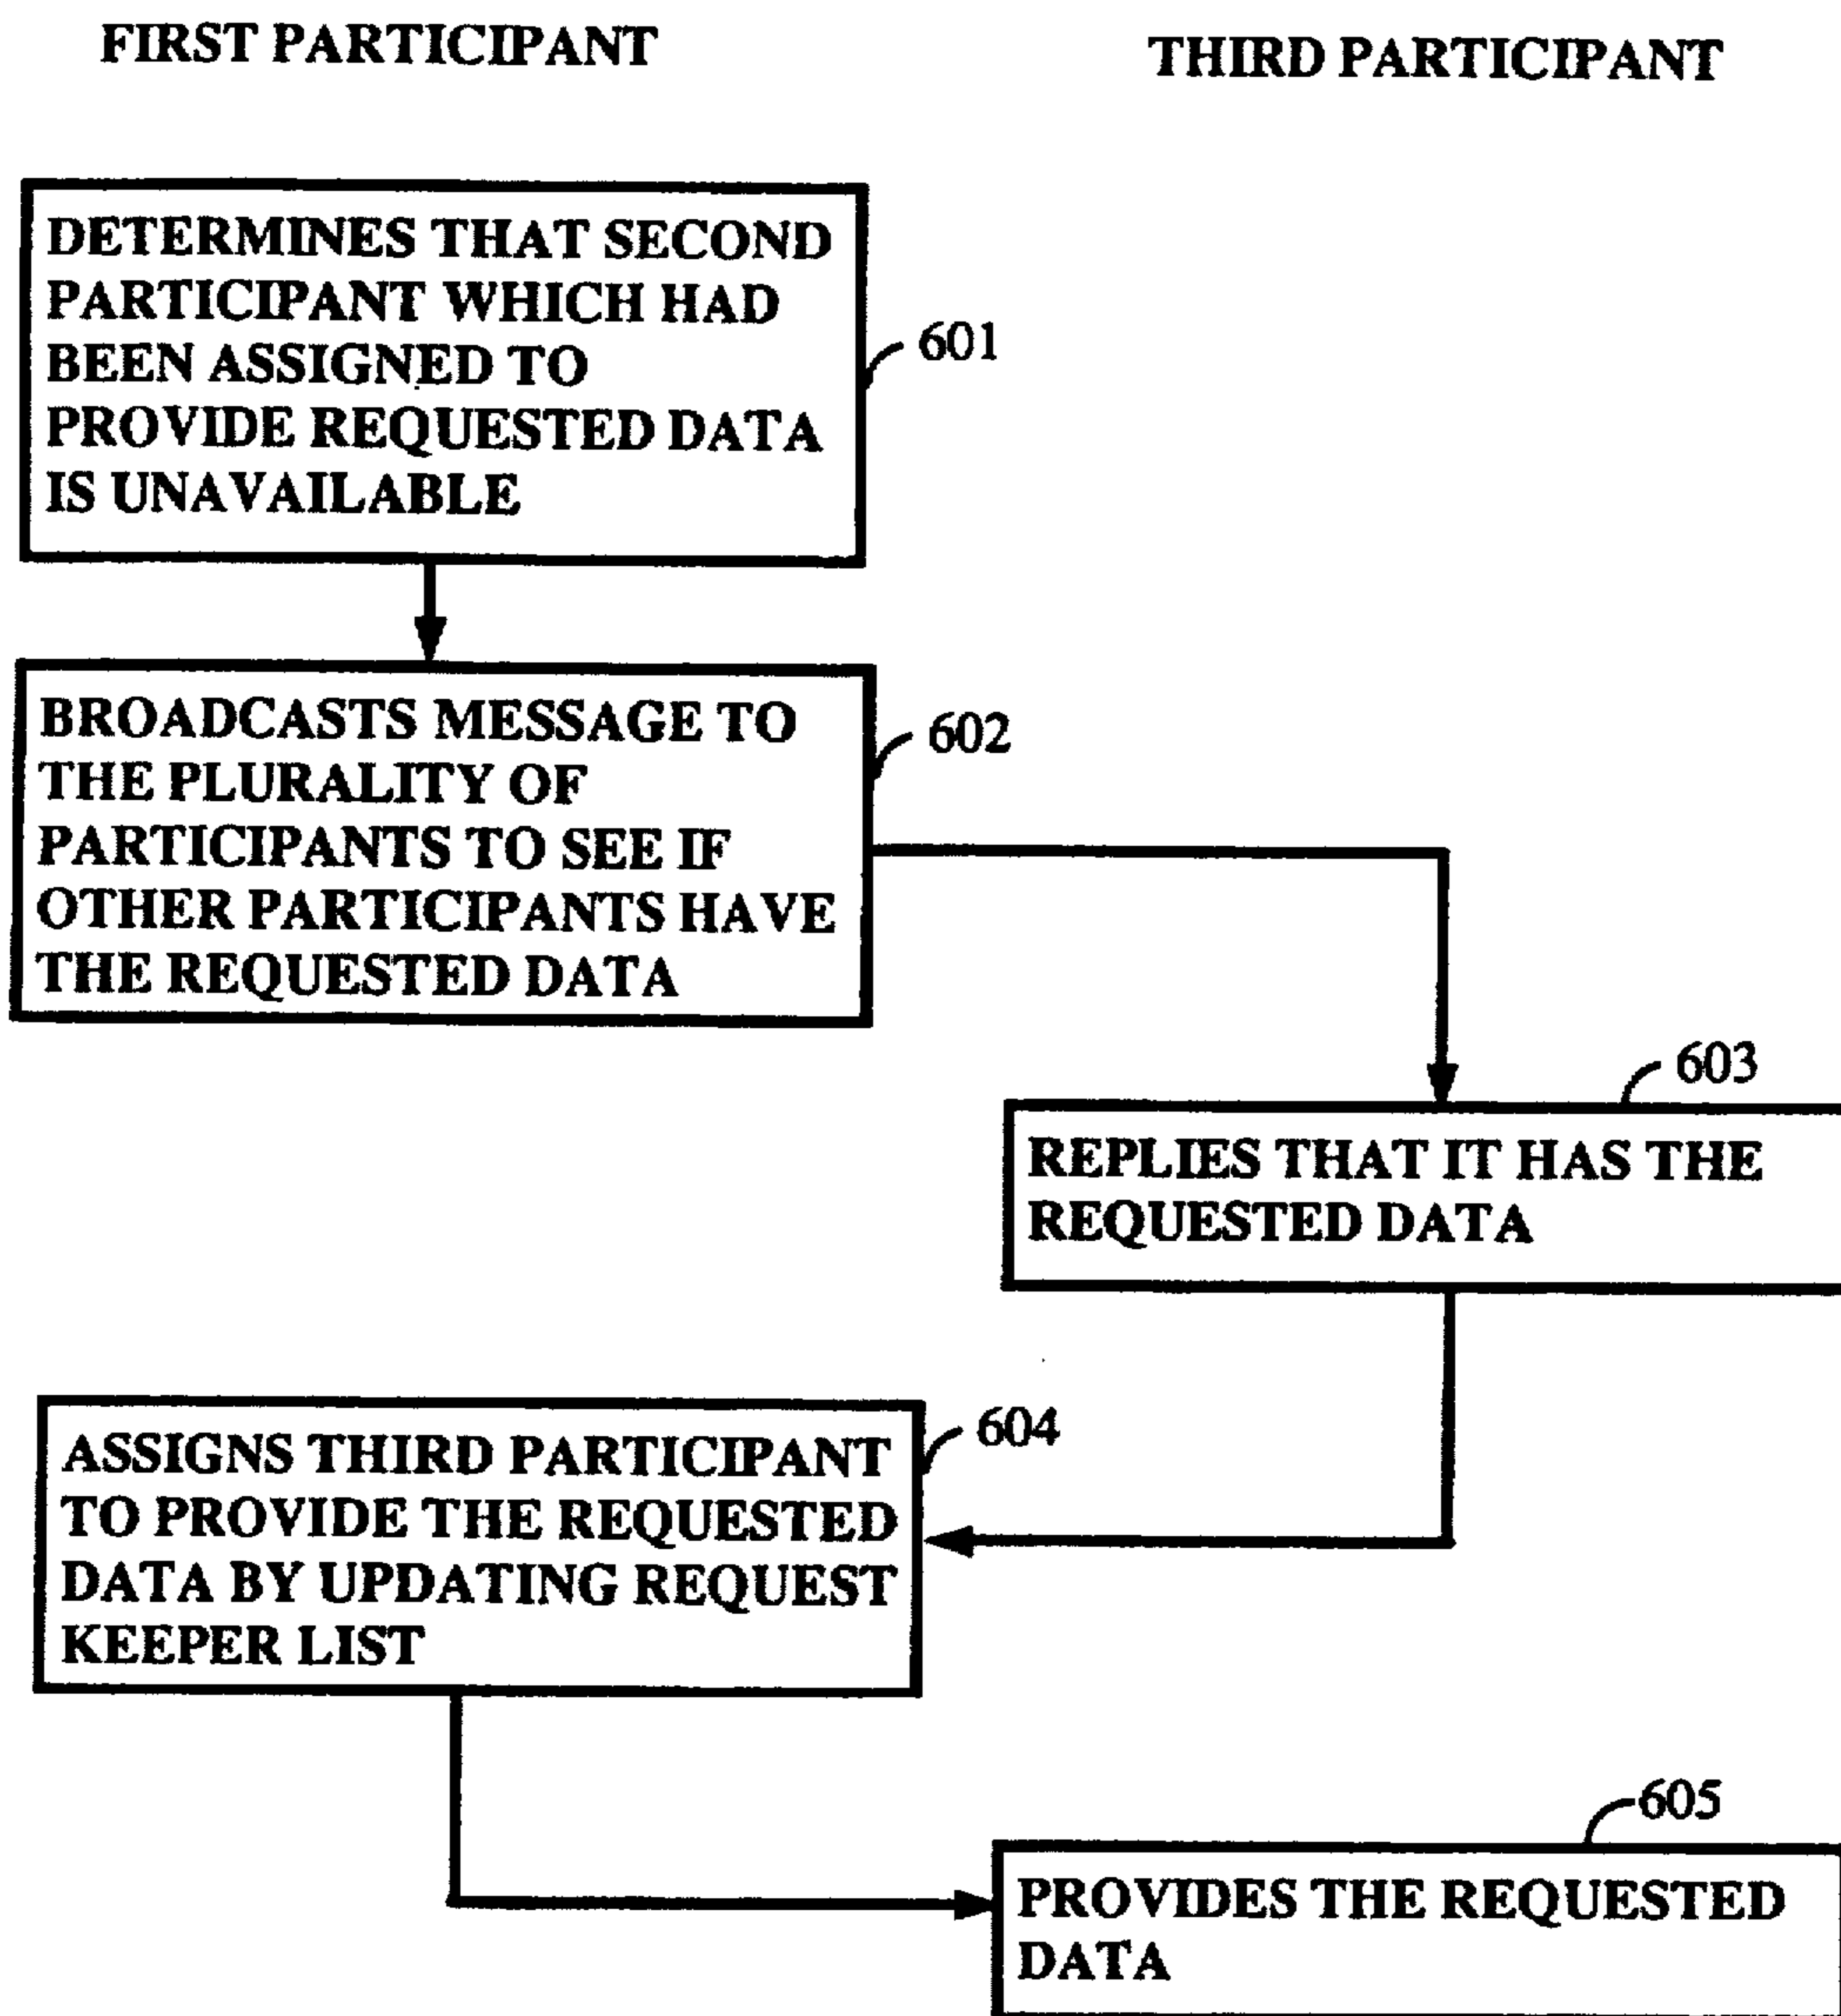 FIRST PARTICIPANT
THIRD PARTICIPANT
DETERMINES THAT SECOND
PARTICIPANT WHICH HAD
BEEN ASSIGNED TO
PROVIDE REQUESTED DATA
IS UNAVAILABLE
601
BROADCASTS MESSAGE TO
THE PLURALITY OF
PARTICIPANTS TO SEE IF
OTHER PARTICIPANTS HAVE
THE REQUESTED DATA
602
603
REPLIES THAT IT HAS THE
REQUESTED DATA
ASSIGNS THIRD PARTICIPANT
TO PROVIDE THE REQUESTED
DATA BY UPDATING REQUEST
KEEPER LIST
604
605
PROVIDES THE REQUESTED
DATA